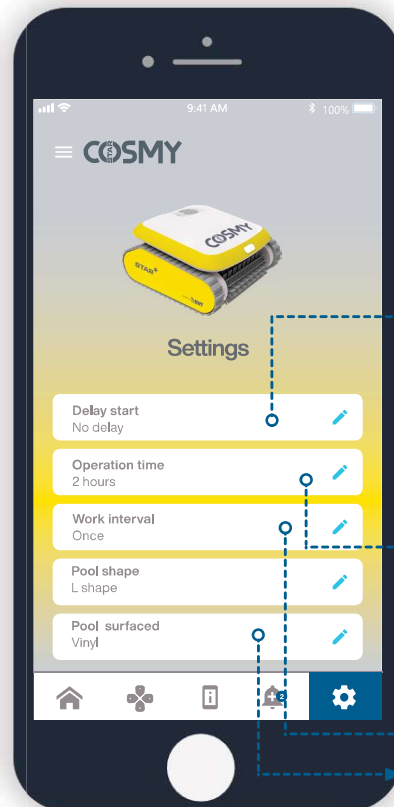 9:41 AM
100%
COSMY
STAR
COSMY
STAR+
Settings
Delay start
No delay
Operation time
2 hours
Work interval
Once
Pool shape
L shape
Pool surfaced
Vinyl
2